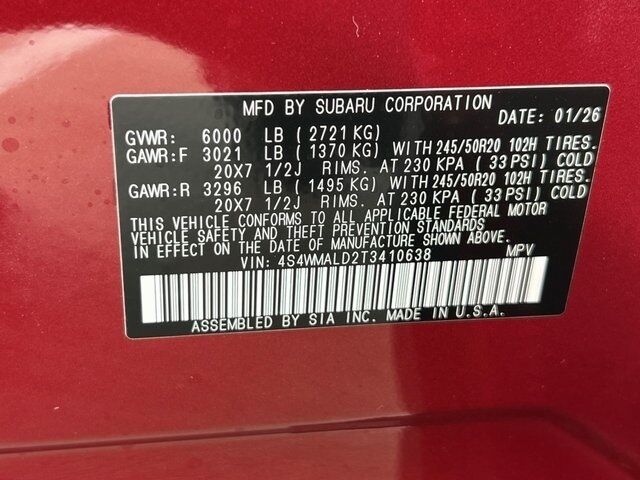 MFD BY SUBARU CORPORATION DATE: 01/26
GVWR: 6000 LB ( 2721 KG)
GAWR:F 3021 LB ( 1370 KG) WITH 245/50R20 102H TIRES.
20X7 1/2J RIMS. AT 230 KPA ( 33 PSI) COLD
GAWR:R 3296 LB ( 1495 KG) WITH 245/50R20 102H TIRES.
20X7 1/2J RIMS. AT 230 KPA ( 33 PSI) COLD
THIS VEHICLE CONFORMS TO ALL APPLICABLE FEDERAL MOTOR
VEHICLE SAFETY AND THEFT PREVENTION STANDARDS
IN EFFECT ON THE DATE OF MANUFACTURE SHOWN ABOVE.
VIN: 4S4WMALD2T3410638 MPV
ASSEMBLED BY SIA INC. MADE IN U.S.A.